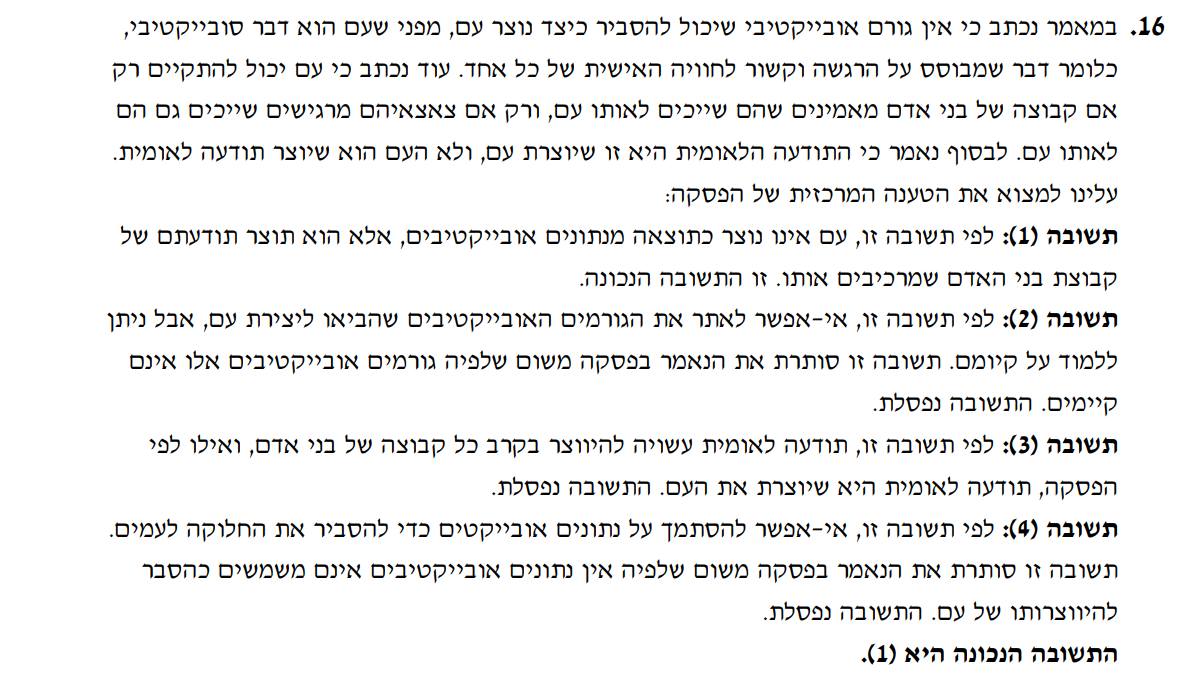 16. במאמר נכתב כי אין גורם אובייקטיבי שיכול להסביר כיצד נוצר עם, מפני שעם הוא דבר סובייקטיבי,
כלומר דבר שמבוסס על הרגשה וקשור לחוויה האישית של כל אחד. עוד נכתב כי עם יכול להתקיים רק
אם קבוצה של בני אדם מאמינים שהם שייכים לאותו עם, ורק אם צאצאיהם מרגישים שייכים גם הם
לאותו עם. לבסוף נאמר כי התודעה הלאומית היא זו שיוצרת עם, ולא העם הוא שיוצר תודעה לאומית.
עלינו למצוא את הטענה המרכזית של הפסקה:
תשובה (1): לפי תשובה זו, עם אינו נוצר כתוצאה מנתונים אובייקטיבים, אלא הוא תוצר תודעתם של
קבוצת בני האדם שמרכיבים אותו. זו התשובה הנכונה.
תשובה (2): לפי תשובה זו, אי-אפשר לאתר את הגורמים האובייקטיבים שהביאו ליצירת עם, אבל ניתן
ללמוד על קיומם. תשובה זו סותרת את הנאמר בפסקה משום שלפיה גורמים אובייקטיבים אלו אינם
קיימים. התשובה נפסלת.
תשובה (3): לפי תשובה זו, תודעה לאומית עשויה להיווצר בקרב כל קבוצה של בני אדם, ואילו לפי
הפסקה, תודעה לאומית היא שיוצרת את העם. התשובה נפסלת.
תשובה (4): לפי תשובה זו, אי-אפשר להסתמך על נתונים אובייקטים כדי להסביר את החלוקה לעמים.
תשובה זו סותרת את הנאמר בפסקה משום שלפיה אין נתונים אובייקטיבים אינם משמשים כהסבר
להיווצרותו של עם. התשובה נפסלת.
התשובה הנכונה היא (1).